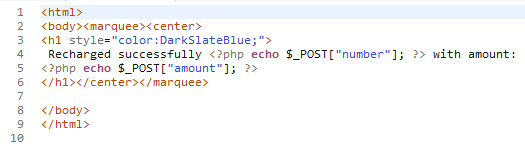 1 <html>
2 <body><marquee><center>
3 <h1 style="color:DarkSlateBlue;">
4 Recharged successfully <?php echo $_POST["number"]; ?> with amount:
5 <?php echo $_POST["amount"]; ?>
6 </h1></center></marquee>
7
8 </body>
9 </html>
10